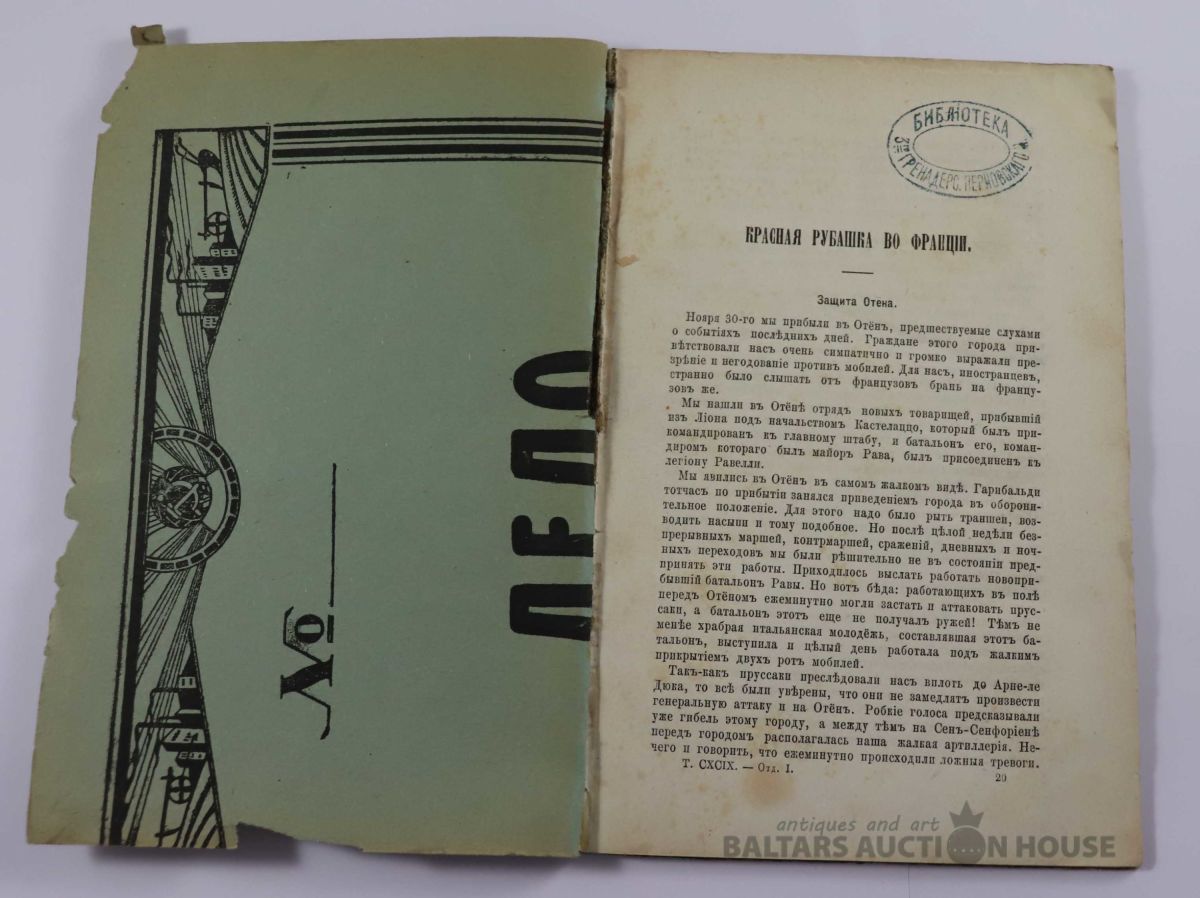 №
ДЕЛО
БИБЛІОТЕКА
3го ГРЕНАДЕРС. ПЕРНОВСКАГО
КРАСНАЯ РУБАШКА ВО ФРАНЦІИ.
Защита Отена.
Нояря 30-го мы прибыли въ Отёнъ, предшествуемые слухами
о событіяхъ послѣднихъ дней. Граждане этого города при-
вѣтствовали насъ очень симпатично и громко выражали пре-
зрѣніе и негодованіе противъ мобилей. Для насъ, иностранцевъ,
странно было слышать отъ французовъ брань на францу-
зовъ же.
Мы нашли въ Отёнѣ отрядъ новыхъ товарищей, прибывшій
изъ Ліона подъ начальствомъ Кастелаццо, который былъ при-
командированъ къ главному штабу, и батальонъ его, коман-
диромъ котораго былъ майоръ Рава, былъ присоединенъ къ
легіону Равелли.
Мы явились въ Отёнъ въ самомъ жалкомъ видѣ. Гарибальди
тотчасъ по прибытіи занялся приведеніемъ города въ оборони-
тельное положеніе. Для этого надо было рыть траншеи, воз-
водить насыпи и тому подобное. Но послѣ цѣлой недѣли без-
прерывныхъ маршей, контрмаршей, сраженій, дневныхъ и ноч-
ныхъ переходовъ мы были рѣшительно не въ состояніи пред-
принять эти работы. Приходилось выслать работать новопри-
бывшій батальонъ Равы. Но вотъ бѣда: работающихъ въ полѣ
передъ Отёномъ ежеминутно могли застать и аттаковать прус-
саки, а батальонъ этотъ еще не получалъ ружей! Тѣмъ не
менѣе храбрая итальянская молодёжь, составлявшая этотъ ба-
тальонъ, выступила и цѣлый день работала подъ жалкимъ
прикрытіемъ двухъ ротъ мобилей.
Такъ-какъ пруссаки преслѣдовали насъ вплоть до Арне-ле
Дюка, то всѣ были увѣрены, что они не замедлятъ произвести
генеральную аттаку и на Отёнъ. Робкіе голоса предсказывали
уже гибель этому городу, а между тѣмъ на Сенъ-Сенфоріенѣ
передъ городомъ располагалась наша жалкая артиллерія. Не-
чего и говорить, что ежеминутно происходили ложныя тревоги.
Т. СХСІХ. — Отд. I.
20
antiques and art
BALTARS AUCTION HOUSE